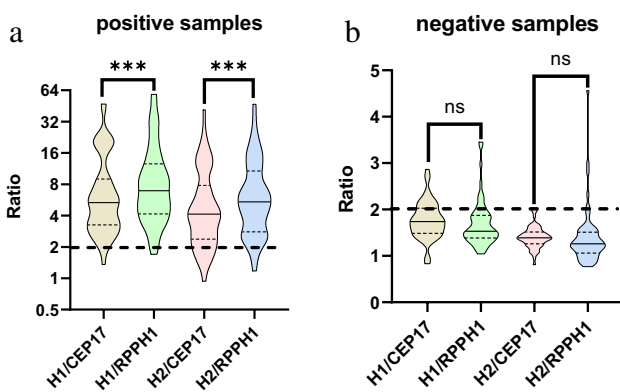 a
positive samples
***
***
Ratio
64
32
16
8
4
2
1
0.5
H1/CEP17
H1/RPPH1
H2/CEP17
H2/RPPH1
b
negative samples
ns
ns
Ratio
5
4
3
2
1
0
H1/CEP17
H1/RPPH1
H2/CEP17
H2/RPPH1